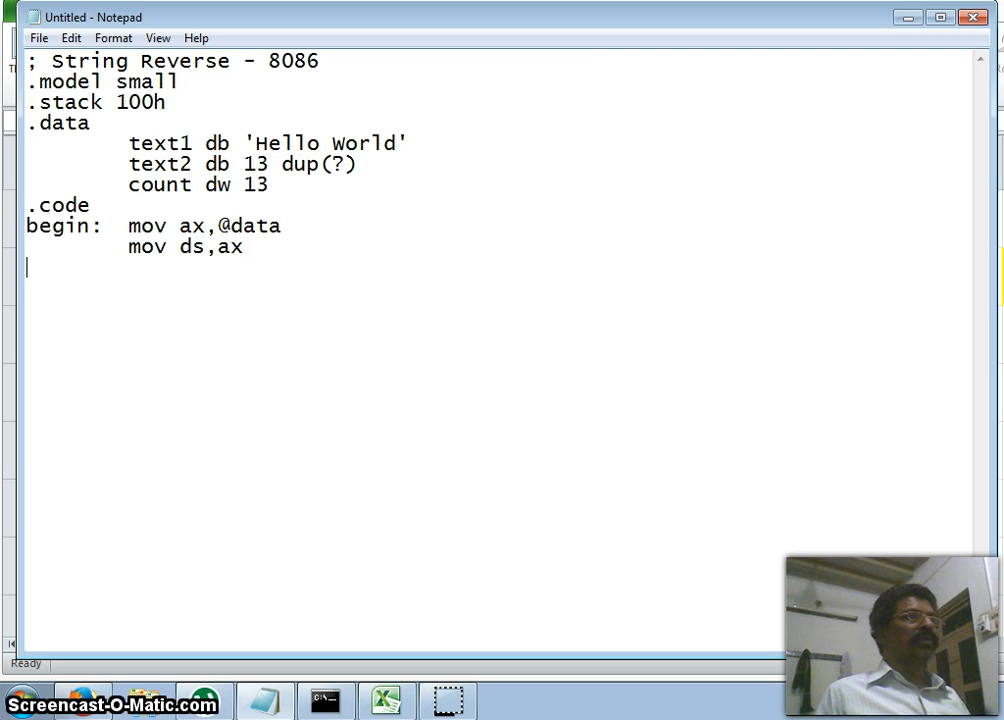 Untitled - Notepad
File Edit Format View Help
; String Reverse - 8086
.model small
.stack 100h
.data
text1 db 'Hello World'
text2 db 13 dup(?)
count dw 13
.code
begin: mov ax,@data
mov ds,ax
Ready
C:\
Screencast-O-Matic.com